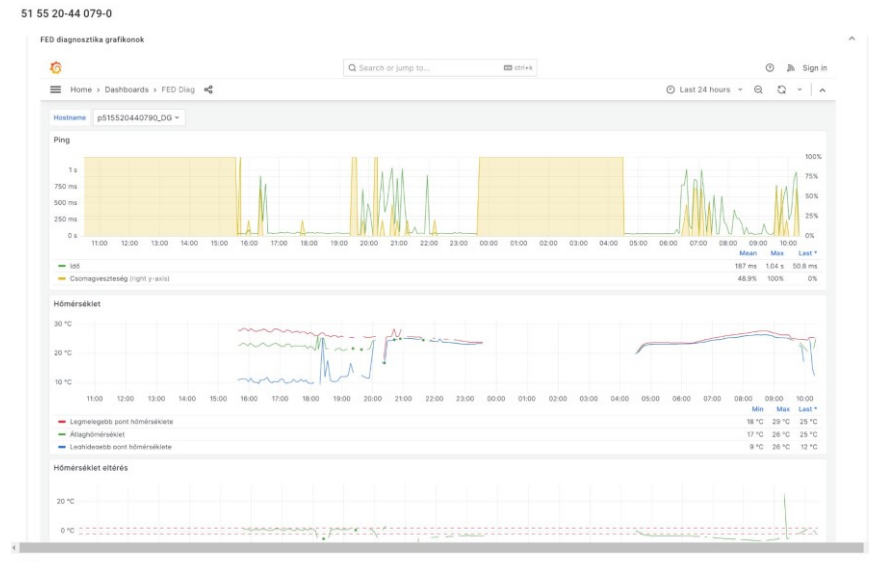 51 55 20-44 079-0
FED diagnosztika grafikonok
Search or jump to... ctrl+k Sign in
Home › Dashboards › FED Diag Last 24 hours
Hostname p515520440790_DG
Ping
1 s 100%
750 ms 75%
500 ms 50%
250 ms 25%
0 s 0%
11:00 12:00 13:00 14:00 15:00 16:00 17:00 18:00 19:00 20:00 21:00 22:00 23:00 00:00 01:00 02:00 03:00 04:00 05:00 06:00 07:00 08:00 09:00 10:00
Mean Max Last *
Idő 187 ms 1.04 s 50.8 ms
Csomagveszteség (right y-axis) 48.9% 100% 0%
Hőmérséklet
30 °C
20 °C
10 °C
11:00 12:00 13:00 14:00 15:00 16:00 17:00 18:00 19:00 20:00 21:00 22:00 23:00 00:00 01:00 02:00 03:00 04:00 05:00 06:00 07:00 08:00 09:00 10:00
Min Max Last *
Legmelegebb pont hőmérséklete 18 °C 29 °C 25 °C
Átlaghőmérséklet 17 °C 26 °C 25 °C
Leghidegebb pont hőmérséklete 9 °C 26 °C 12 °C
Hőmérséklet eltérés
20 °C
0 °C